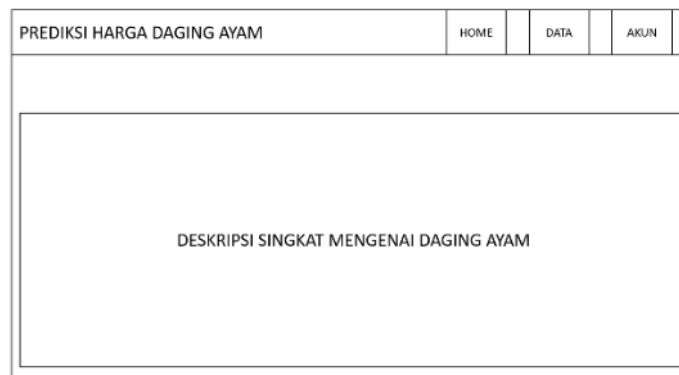 PREDIKSI HARGA DAGING AYAM
HOME
DATA
AKUN
DESKRIPSI SINGKAT MENGENAI DAGING AYAM